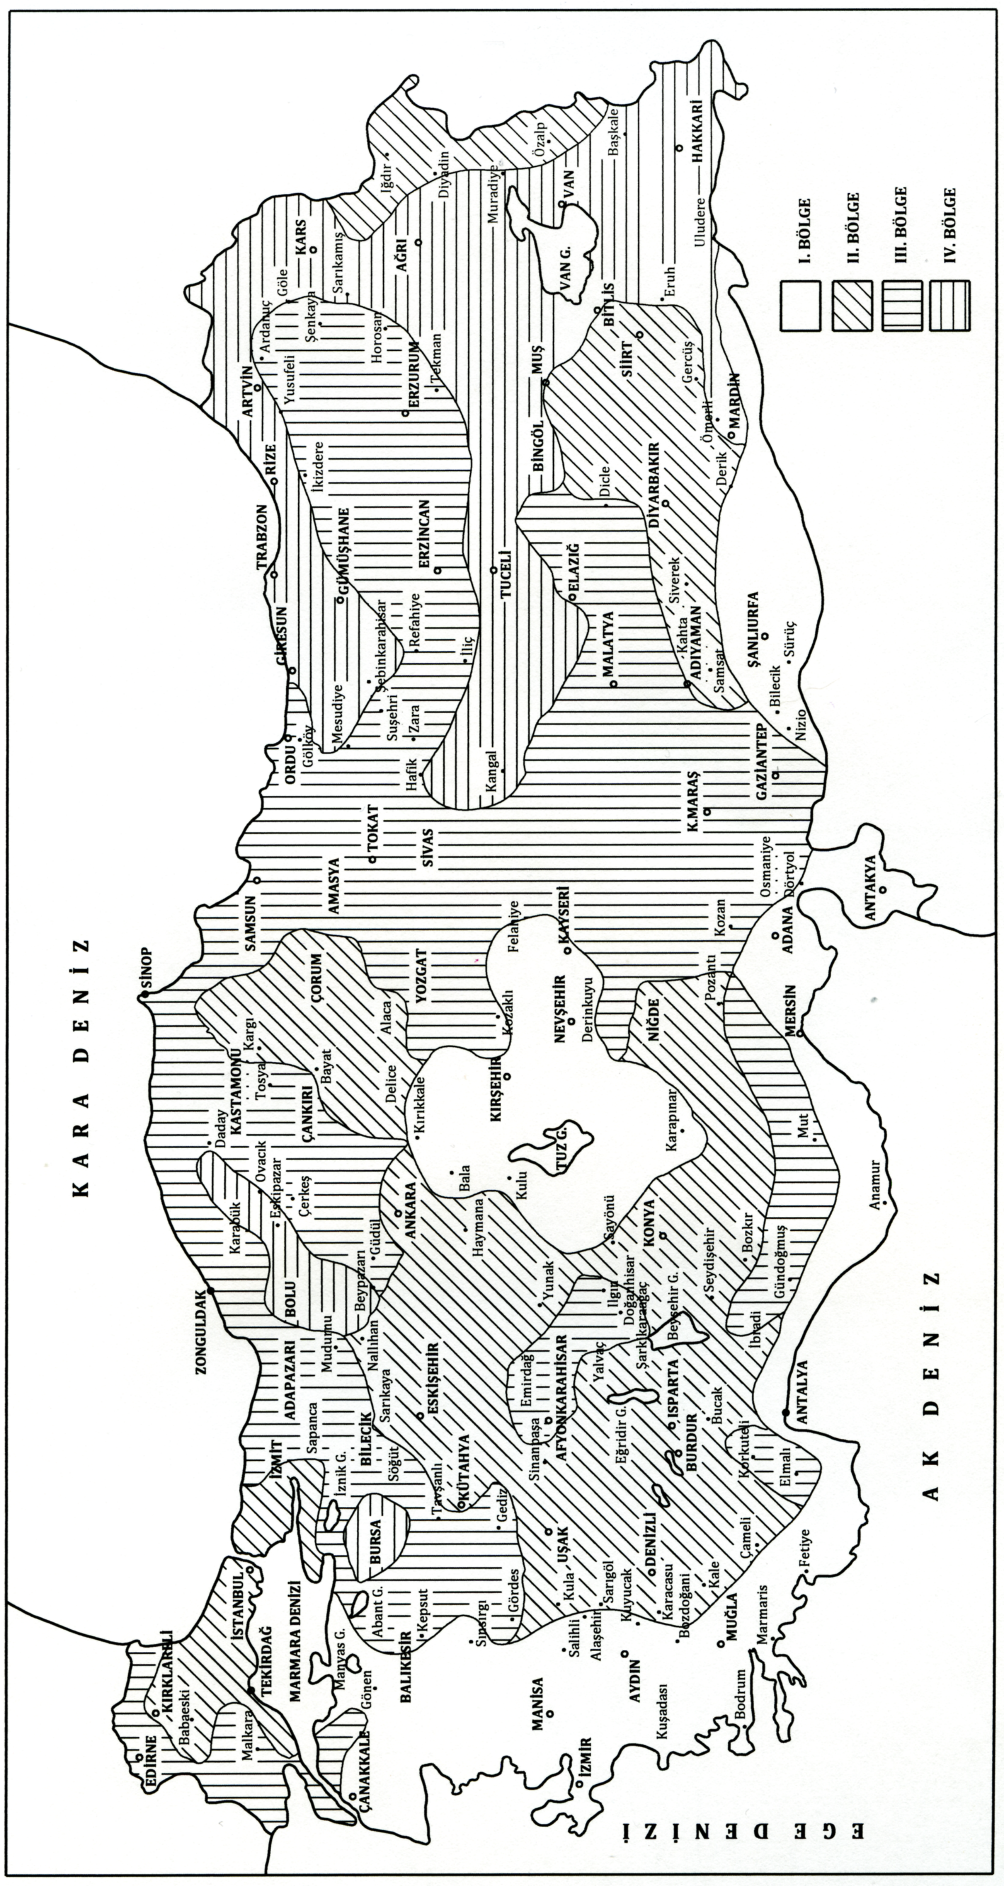 KARADENİZ
AKDENİZ
EGE DENİZİ
MARMARA DENİZİ
I. BÖLGE
II. BÖLGE
III. BÖLGE
IV. BÖLGE
EDİRNE
KIRKLARELİ
Babaeski
Malkara
TEKİRDAĞ
İSTANBUL
ÇANAKKALE
Gönen
Manyas G.
Abant G.
BALIKESİR
Kepsut
Sındırgı
Gördes
BURSA
İznik G.
İZMİT
Sapanca
ADAPAZARI
BİLECİK
Söğüt
Sarıkaya
Tavşanlı
KÜTAHYA
Gediz
ESKİŞEHİR
Nallıhan
Mudurnu
BOLU
Beypazarı
Güdül
ZONGULDAK
Karabük
Eskipazar
Ovacık
Çerkeş
Daday
KASTAMONU
Tosya
Kargı
ÇANKIRI
Bayat
SİNOP
ÇORUM
Alaca
Delice
Kırıkkale
ANKARA
Bala
Haymana
Kulu
TUZ G.
KIRŞEHİR
Kozaklı
YOZGAT
Felahiye
KAYSERİ
NEVŞEHİR
Derinkuyu
NİĞDE
Karapınar
Sayönü
KONYA
Yunak
Ilgın
Doğanhisar
Şarkikaraağaç
Beyşehir G.
Seydişehir
Bozkır
Gündoğmuş
İbradi
Mut
Anamur
MERSİN
Pozantı
ADANA
Kozan
Osmaniye
Dörtyol
ANTAKYA
SAMSUN
AMASYA
TOKAT
SİVAS
ORDU
Gölköy
Mesudiye
GİRESUN
Şebinkarahisar
Suşehri
Zara
Hafik
Kangal
Refahiye
İliç
TRABZON
GÜMÜŞHANE
ERZİNCAN
TUCELİ
RİZE
İkizdere
ARTVİN
Yusufeli
Ardanuç
Göle
Şenkaya
Horosan
ERZURUM
Tekman
KARS
Sarıkamış
AĞRI
Iğdır
Diyadin
Muradiye
Özalp
VAN
VAN G.
Başkale
HAKKARİ
Uludere
Eruh
BİTLİS
SİİRT
MUŞ
BİNGÖL
Gercüş
Ömerli
MARDİN
Derik
Dicle
DİYARBAKIR
ELAZIĞ
MALATYA
Siverek
Kahta
ADIYAMAN
Samsat
ŞANLIURFA
Sürüç
Bilecik
Nizio
GAZİANTEP
K.MARAŞ
Emirdağ
AFYONKARAHİSAR
Sinanpaşa
Yalvaç
Eğridir G.
ISPARTA
BURDUR
Bucak
Korkuteli
Elmalı
ANTALYA
UŞAK
Kula
Salihli
Alaşehir
Sarıgöl
Kuyucak
DENİZLİ
Karacasu
Bozdoğani
Kale
Çameli
Fetiye
MUĞLA
Marmaris
Bodrum
AYDIN
Kuşadası
MANİSA
İZMİR